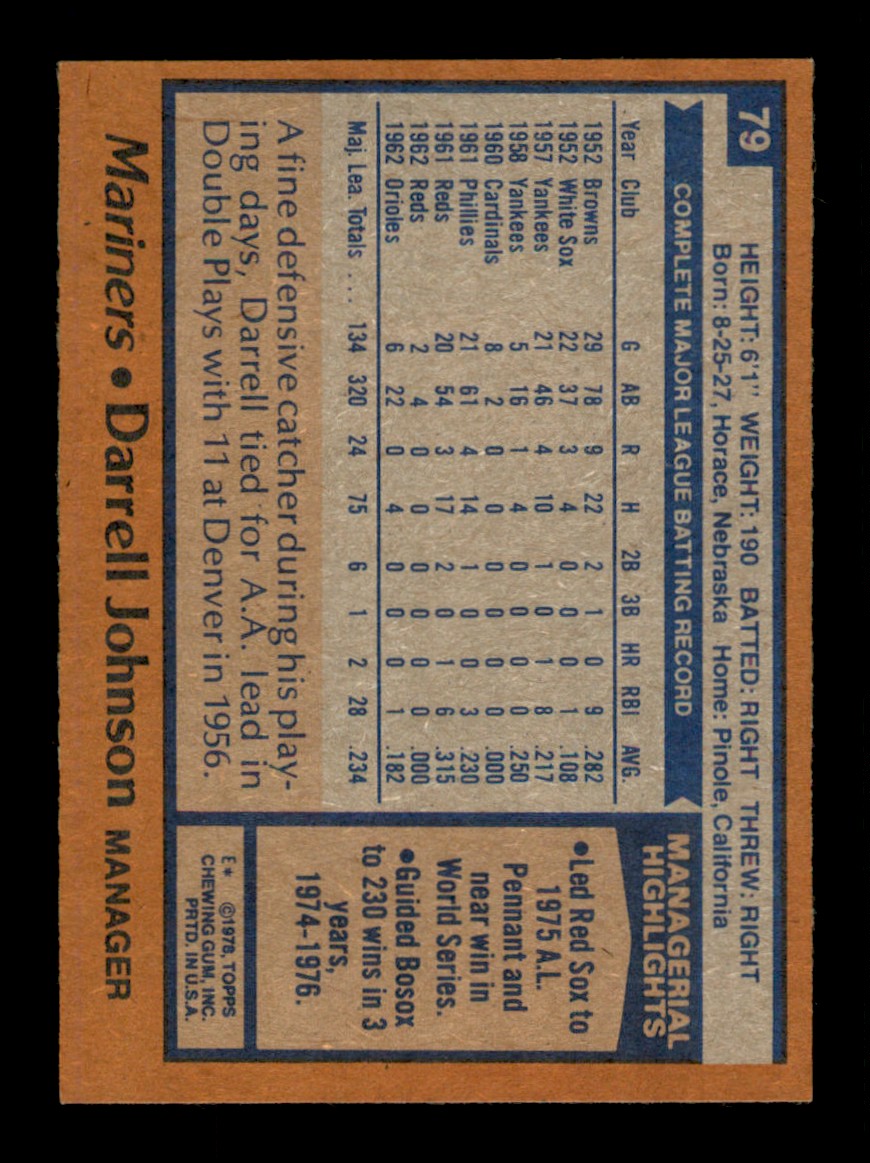 79
HEIGHT: 6'1" WEIGHT: 190 BATTED: RIGHT THREW: RIGHT
Born: 8-25-27, Horace, Nebraska Home: Pinole, California
COMPLETE MAJOR LEAGUE BATTING RECORD
Year Club G AB R H 2B 3B HR RBI AVG.
1952 Browns 29 78 9 22 2 1 0 9 .282
1952 White Sox 22 37 3 4 0 0 0 1 .108
1957 Yankees 21 46 4 10 1 0 1 8 .217
1958 Yankees 5 16 1 4 0 0 0 0 .250
1960 Cardinals 8 2 0 0 0 0 0 0 .000
1961 Phillies 21 61 4 14 1 0 0 3 .230
1961 Reds 20 54 3 17 2 0 1 6 .315
1962 Reds 2 4 0 0 0 0 0 0 .000
1962 Orioles 6 22 0 4 0 0 0 1 .182
Maj. Lea. Totals ... 134 320 24 75 6 1 2 28 .234
A fine defensive catcher during his play-
ing days, Darrell tied for A.A. lead in
Double Plays with 11 at Denver in 1956.
MANAGERIAL
HIGHLIGHTS
•Led Red Sox to
1975 A.L.
Pennant and
near win in
World Series.
•Guided Bosox
to 230 wins in 3
years,
1974-1976.
E* ©1978, TOPPS
CHEWING GUM, INC.
PRTD. IN U.S.A.
Mariners • Darrell Johnson MANAGER